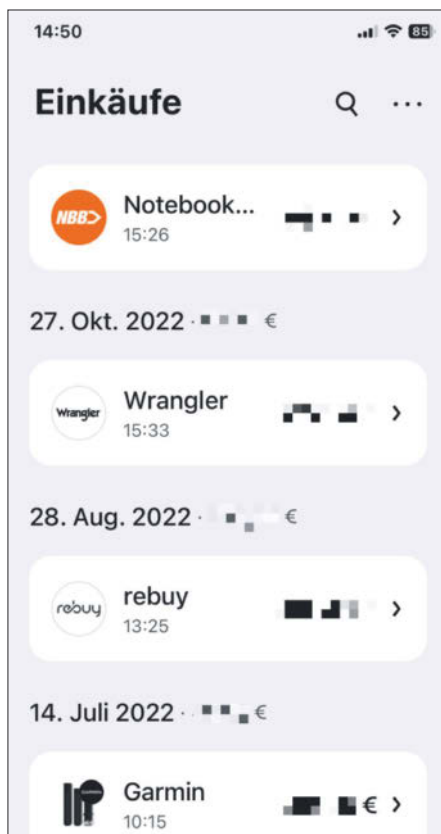 14:50
85
Einkäufe
NBB
Notebook...
15:26
27. Okt. 2022 · €
Wrangler
Wrangler
15:33
28. Aug. 2022 · €
rebuy
rebuy
13:25
14. Juli 2022 · €
Garmin
€
10:15